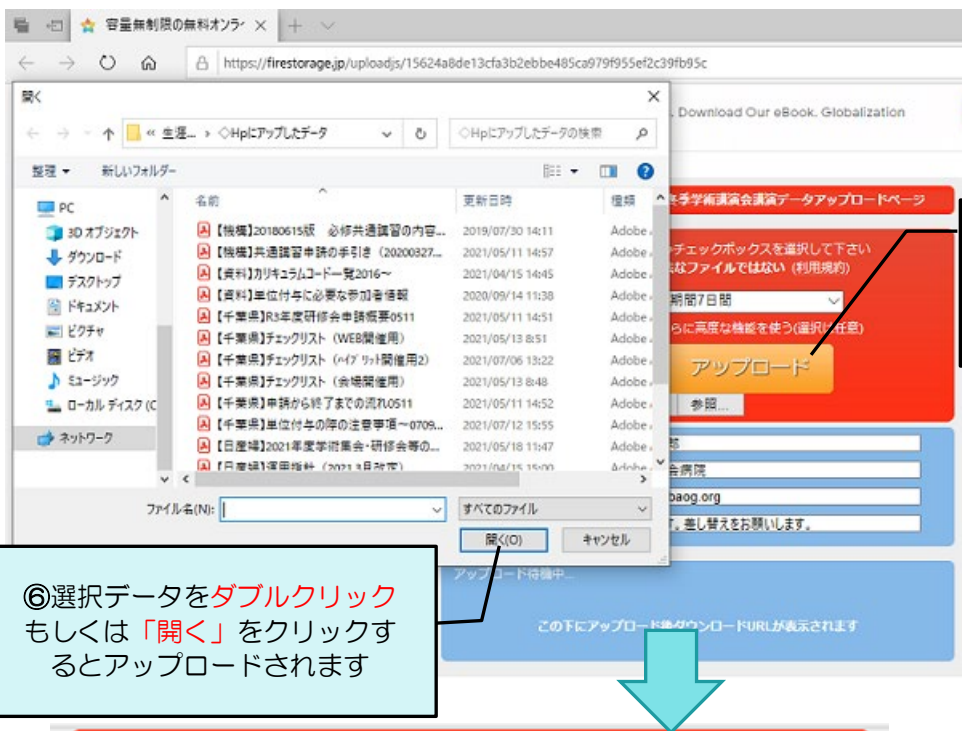 容量無制限の無料オンラ
https://firestorage.jp/uploadjs/15624a8de13cfa3b2ebbe485ca979f955ef2c39fb95c
開く
« 生涯... › ◇Hpにアップしたデータ
◇Hpにアップしたデータの検索
. Download Our eBook. Globalization
整理 新しいフォルダー
PC
3D オブジェクト
ダウンロード
デスクトップ
ドキュメント
ピクチャ
ビデオ
ミュージック
ローカル ディスク (C
ネットワーク
名前 更新日時 種類
【機構】20180615版 必修共通講習の内容... 2019/07/30 14:11 Adobe
【機構】共通講習申請の手引き（20200327... 2021/05/11 14:57 Adobe
【資料】カリキュラムコード一覧2016～ 2021/04/15 14:45 Adobe
【資料】単位付与に必要な参加者情報 2020/09/14 11:38 Adobe
【千葉県】R3年度研修会申請概要0511 2021/05/11 14:51 Adobe
【千葉県】チェックリスト（WEB開催用） 2021/05/13 8:51 Adobe
【千葉県】チェックリスト（ハイブリット開催用2） 2021/07/06 13:22 Adobe
【千葉県】チェックリスト（会場開催用） 2021/05/13 8:48 Adobe
【千葉県】申請から終了までの流れ0511 2021/05/11 14:52 Adobe
【千葉県】単位付与の際の注意事項～0709... 2021/07/12 15:55 Adobe
【日産婦】2021年度学術集会・研修会等の... 2021/05/18 11:47 Adobe
【日産婦】運用指針（2021.3月改定） 2021/04/15 15:00 Adobe
ファイル名(N):
すべてのファイル
開く(O) キャンセル
冬季学術講演会講演データアップロードページ
チェックボックスを選択して下さい
なファイルではない (利用規約)
期間7日間
らに高度な機能を使う(選択は任意)
アップロード
参照...
郎
会病院
baog.org
す。差し替えをお願いします。
アップロード待機中...
この下にアップロード後ダウンロードURLが表示されます
⑥選択データをダブルクリック
もしくは「開く」をクリックす
るとアップロードされます